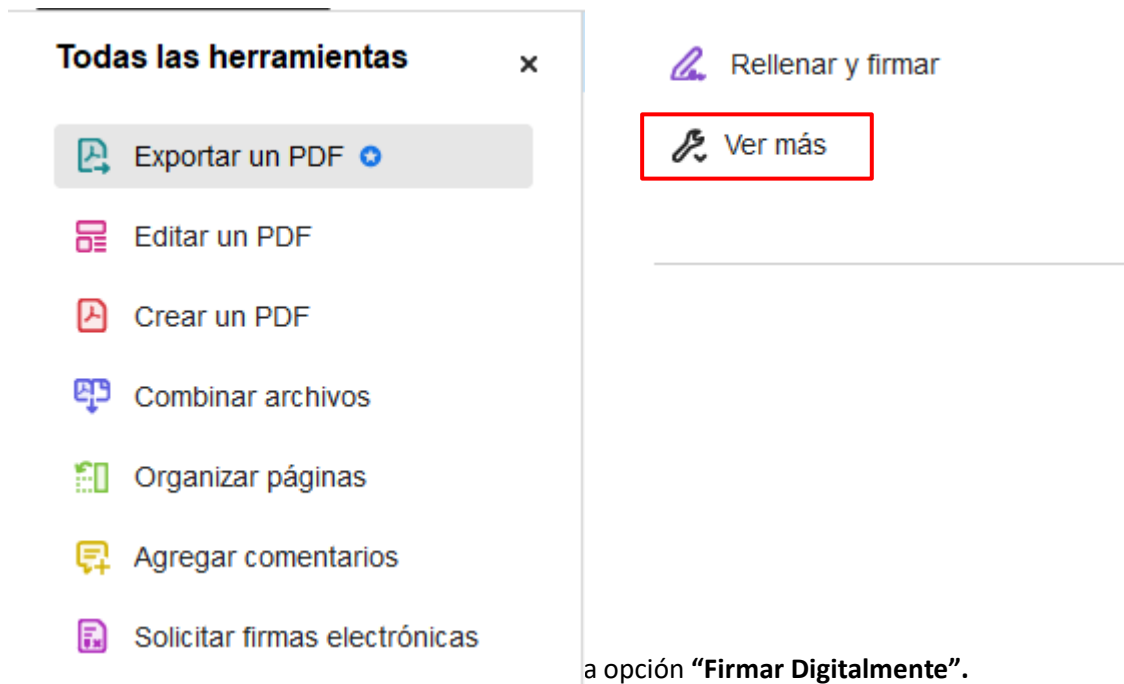 Todas las herramientas
Exportar un PDF
Editar un PDF
Crear un PDF
Combinar archivos
Organizar páginas
Agregar comentarios
Solicitar firmas electrónicas
Rellenar y firmar
Ver más
a opción “Firmar Digitalmente”.